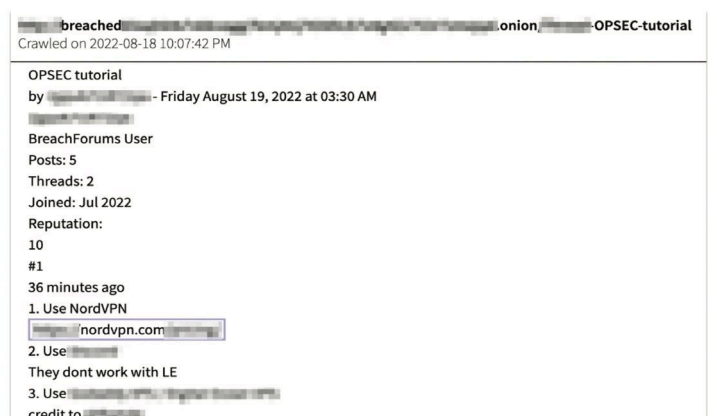 breached .onion, -OPSEC-tutorial
Crawled on 2022-08-18 10:07:42 PM
OPSEC tutorial
by - Friday August 19, 2022 at 03:30 AM
BreachForums User
Posts: 5
Threads: 2
Joined: Jul 2022
Reputation:
10
#1
36 minutes ago
1. Use NordVPN
nordvpn.com
2. Use
They dont work with LE
3. Use
credit to